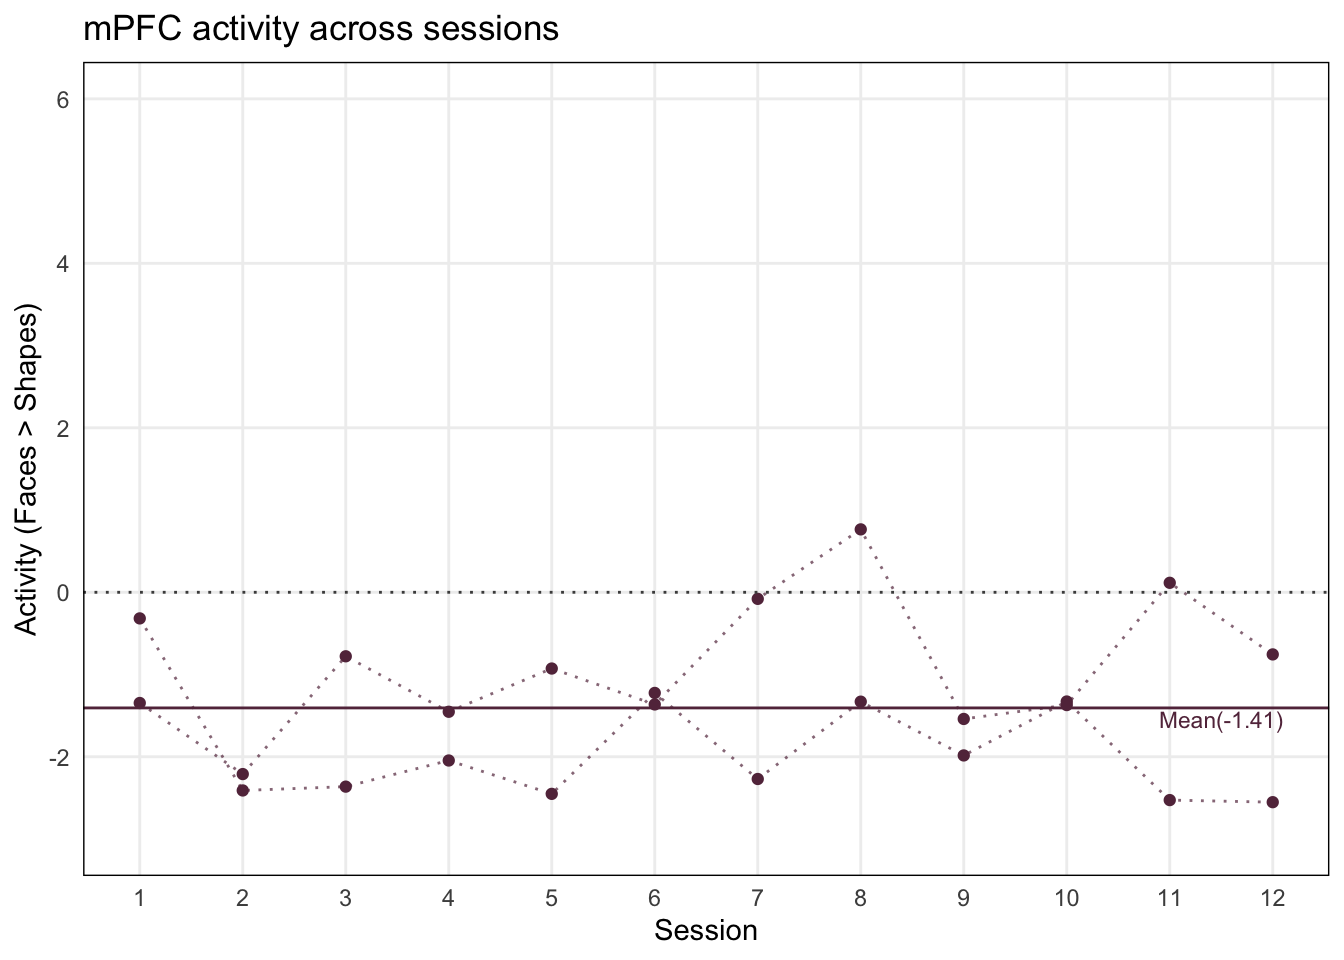 mPFC activity across sessions
Activity (Faces > Shapes)
6
4
2
0
-2
Mean(-1.41)
1 2 3 4 5 6 7 8 9 10 11 12
Session